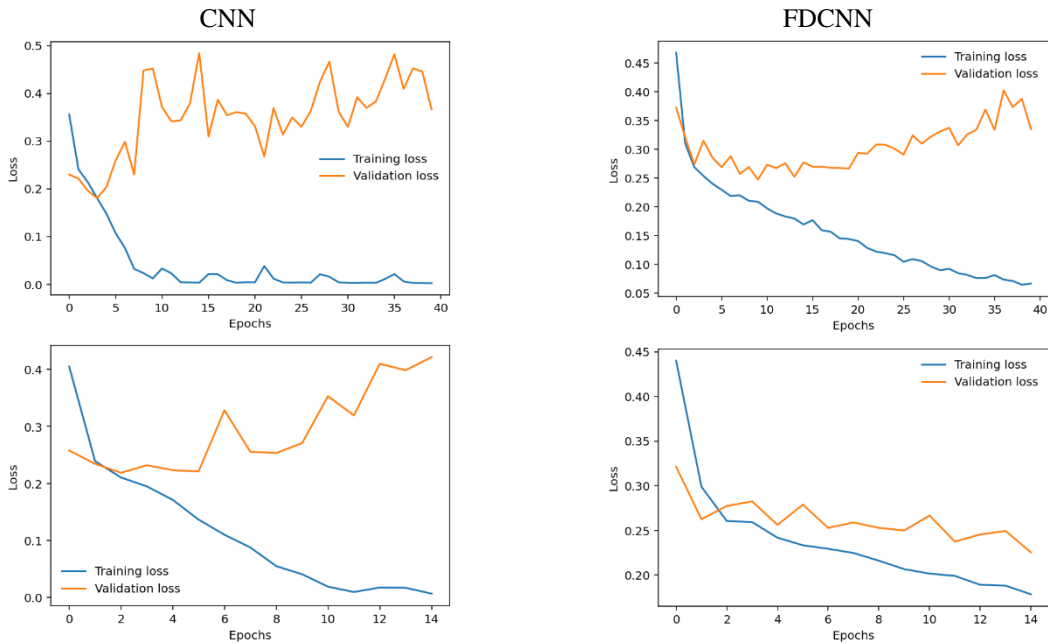 CNN
FDCNN
0.5
0.4
0.3
0.2
0.1
0.0
Loss
Training loss
Validation loss
0 5 10 15 20 25 30 35 40
Epochs
0.45
0.40
0.35
0.30
0.25
0.20
0.15
0.10
0.05
Loss
Training loss
Validation loss
0 5 10 15 20 25 30 35 40
Epochs
0.4
0.3
0.2
0.1
0.0
Loss
Training loss
Validation loss
0 2 4 6 8 10 12 14
Epochs
0.45
0.40
0.35
0.30
0.25
0.20
Loss
Training loss
Validation loss
0 2 4 6 8 10 12 14
Epochs